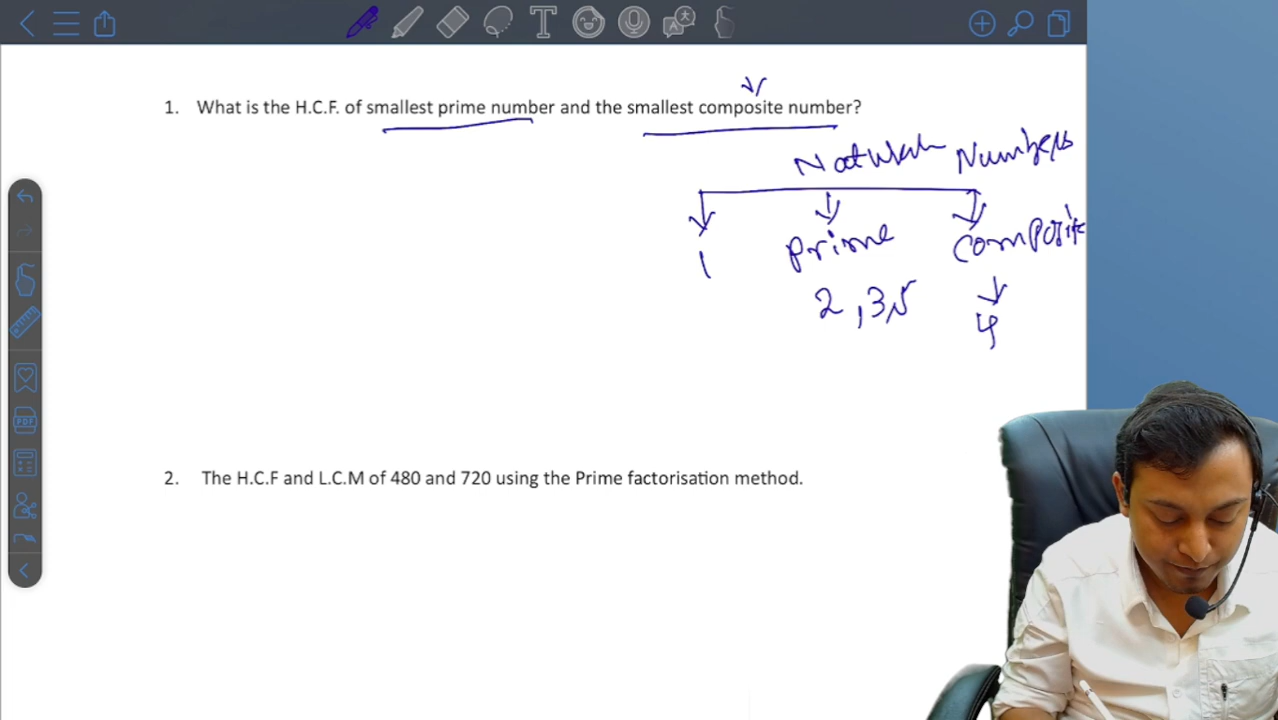 1. What is the H.C.F. of smallest prime number and the smallest composite number?
Natural Numbers
1 Prime Composite
2, 3, 5 4
2. The H.C.F and L.C.M of 480 and 720 using the Prime factorisation method.
T
A
PDF